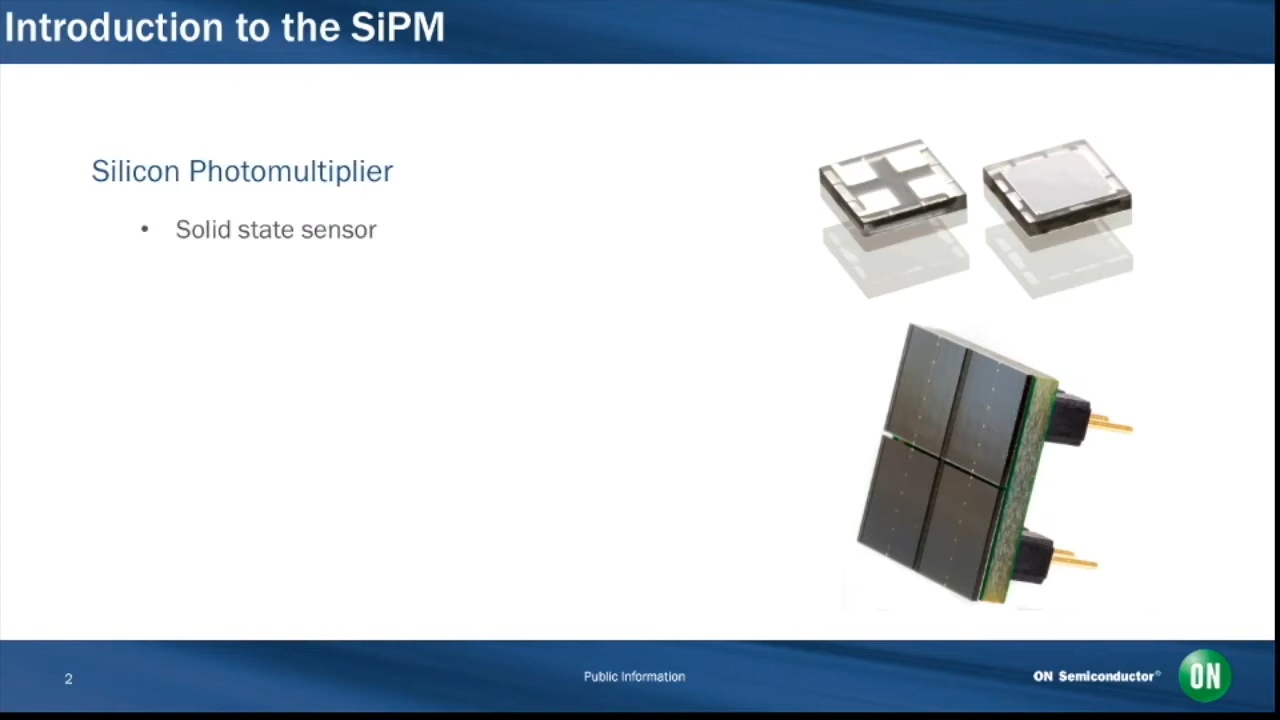 Introduction to the SiPM
Silicon Photomultiplier
• Solid state sensor
2
Public Information
ON Semiconductor®
ON